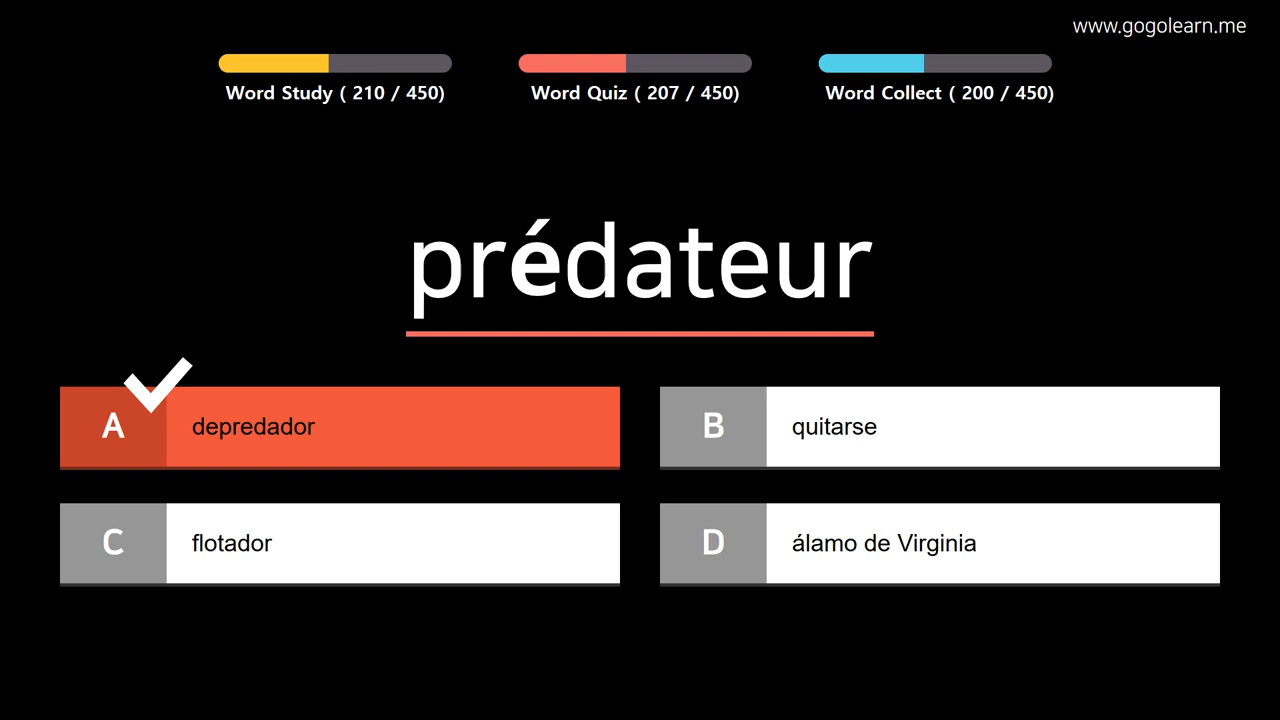 www.gogolearn.me
Word Study ( 210 / 450)
Word Quiz ( 207 / 450)
Word Collect ( 200 / 450)
prédateur
A depredador
B quitarse
C flotador
D álamo de Virginia